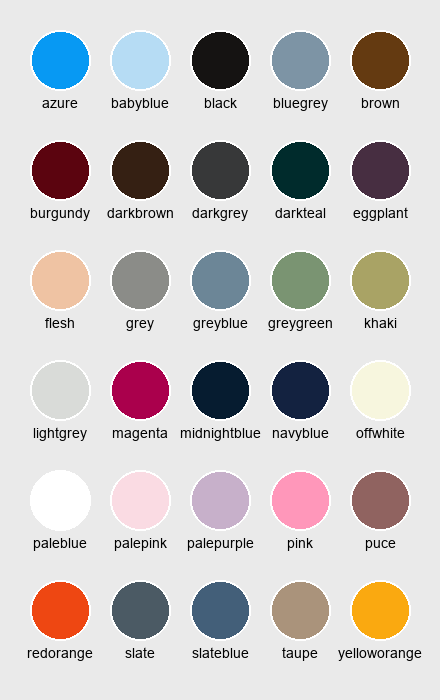 azure babyblue black bluegrey brown
burgundy darkbrown darkgrey darkteal eggplant
flesh grey greyblue greygreen khaki
lightgrey magenta midnightblue navyblue offwhite
paleblue palepink palepurple pink puce
redorange slate slateblue taupe yelloworange